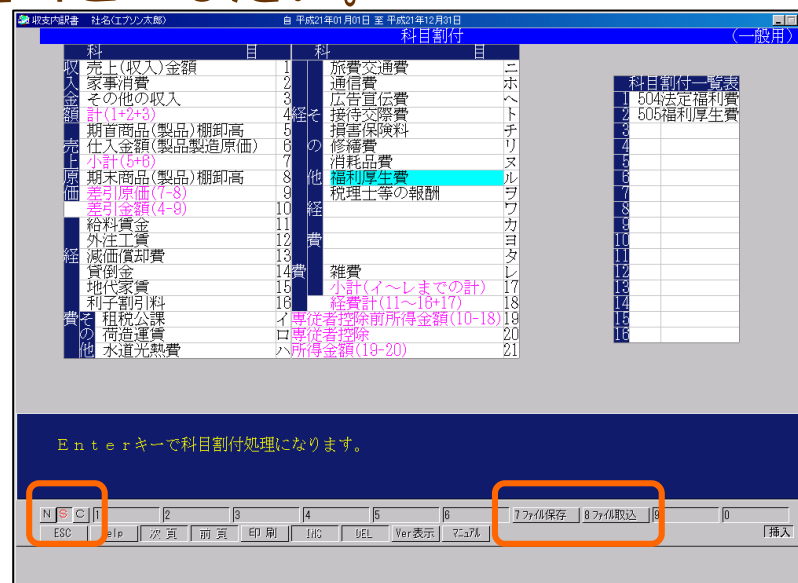 収支内訳書 社名(エプソン太郎) 自 平成21年01月01日 至 平成21年12月31日
科目割付 (一般用)
科 目 科 目
収入金額
売上(収入)金額 1
家事消費 2
その他の収入 3
計(1+2+3) 4
売上原価
期首商品(製品)棚卸高 5
仕入金額(製品製造原価) 6
小計(5+6) 7
期末商品(製品)棚卸高 8
差引原価(7-8) 9
差引金額(4-9) 10
経費
給料賃金 11
外注工賃 12
減価償却費 13
貸倒金 14
地代家賃 15
利子割引料 16
その他
租税公課 イ
荷造運賃 ロ
水道光熱費 ハ
経費
その他経費
旅費交通費 ニ
通信費 ホ
広告宣伝費 ヘ
接待交際費 ト
損害保険料 チ
修繕費 リ
消耗品費 ヌ
福利厚生費 ル
税理士等の報酬 ヲ
ワ
カ
ヨ
タ
雑費 レ
小計(イ～レまでの計) 17
経費計(11～16+17) 18
専従者控除前所得金額(10-18) 19
専従者控除 20
所得金額(19-20) 21
科目割付一覧表
1 504法定福利費
2 505福利厚生費
3
4
5
6
7
8
9
10
11
12
13
14
15
16
Enterキーで科目割付処理になります。
N S C 1 2 3 4 5 6 7ファイル保存 8ファイル取込 9 0
ESC Help 次頁 前頁 印刷 INS DEL Ver表示 マニュアル 挿入